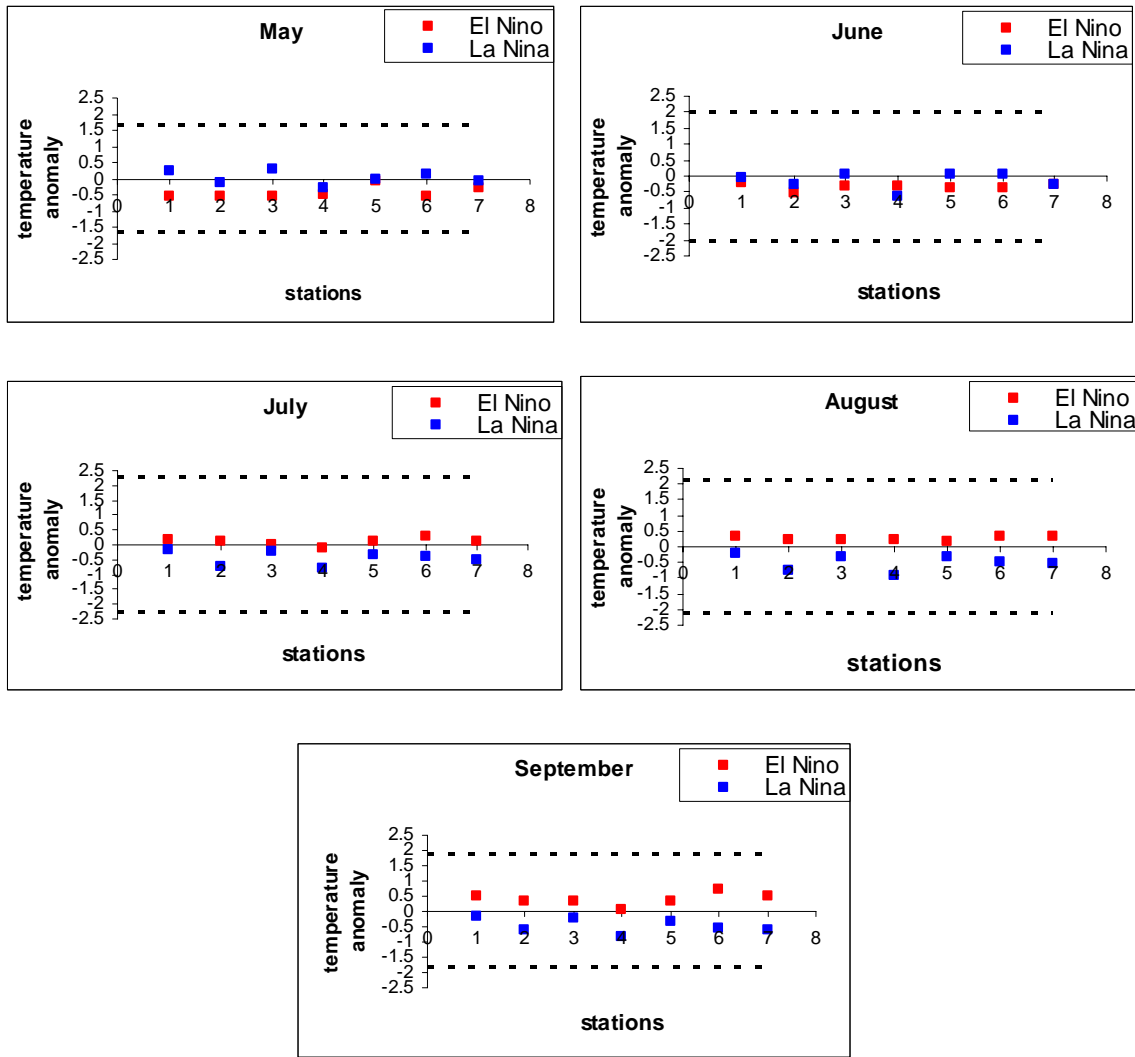 May
El Nino
La Nina
temperature
anomaly
2.5
2
1.5
1
0.5
0
-0.5
-1
-1.5
-2
-2.5
0 1 2 3 4 5 6 7 8
stations
June
El Nino
La Nina
temperature
anomaly
2.5
2
1.5
1
0.5
0
-0.5
-1
-1.5
-2
-2.5
0 1 2 3 4 5 6 7 8
stations
July
El Nino
La Nina
temperature
anomaly
2.5
2
1.5
1
0.5
0
-0.5
-1
-1.5
-2
-2.5
0 1 2 3 4 5 6 7 8
stations
August
El Nino
La Nina
temperature
anomaly
2.5
2
1.5
1
0.5
0
-0.5
-1
-1.5
-2
-2.5
0 1 2 3 4 5 6 7 8
stations
September
El Nino
La Nina
temperature
anomaly
2.5
2
1.5
1
0.5
0
-0.5
-1
-1.5
-2
-2.5
0 1 2 3 4 5 6 7 8
stations